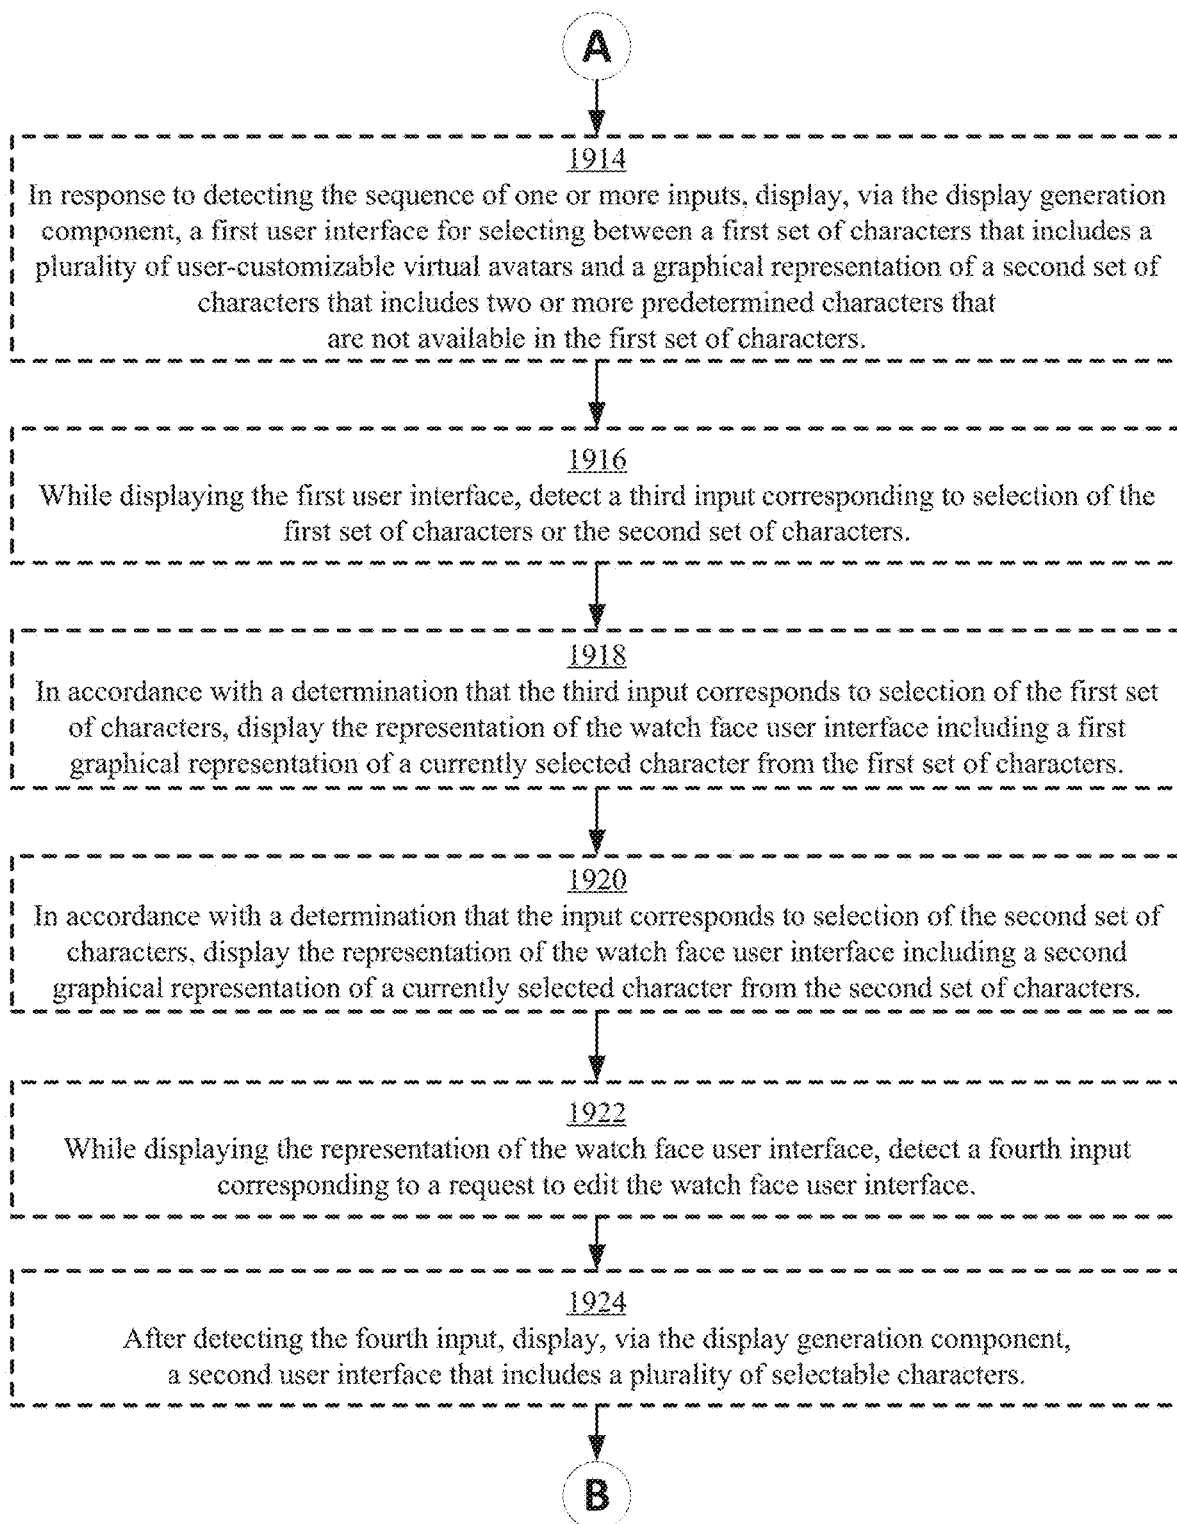 A
1914
In response to detecting the sequence of one or more inputs, display, via the display generation
component, a first user interface for selecting between a first set of characters that includes a
plurality of user-customizable virtual avatars and a graphical representation of a second set of
characters that includes two or more predetermined characters that
are not available in the first set of characters.
1916
While displaying the first user interface, detect a third input corresponding to selection of the
first set of characters or the second set of characters.
1918
In accordance with a determination that the third input corresponds to selection of the first set
of characters, display the representation of the watch face user interface including a first
graphical representation of a currently selected character from the first set of characters.
1920
In accordance with a determination that the input corresponds to selection of the second set of
characters, display the representation of the watch face user interface including a second
graphical representation of a currently selected character from the second set of characters.
1922
While displaying the representation of the watch face user interface, detect a fourth input
corresponding to a request to edit the watch face user interface.
1924
After detecting the fourth input, display, via the display generation component,
a second user interface that includes a plurality of selectable characters.
B